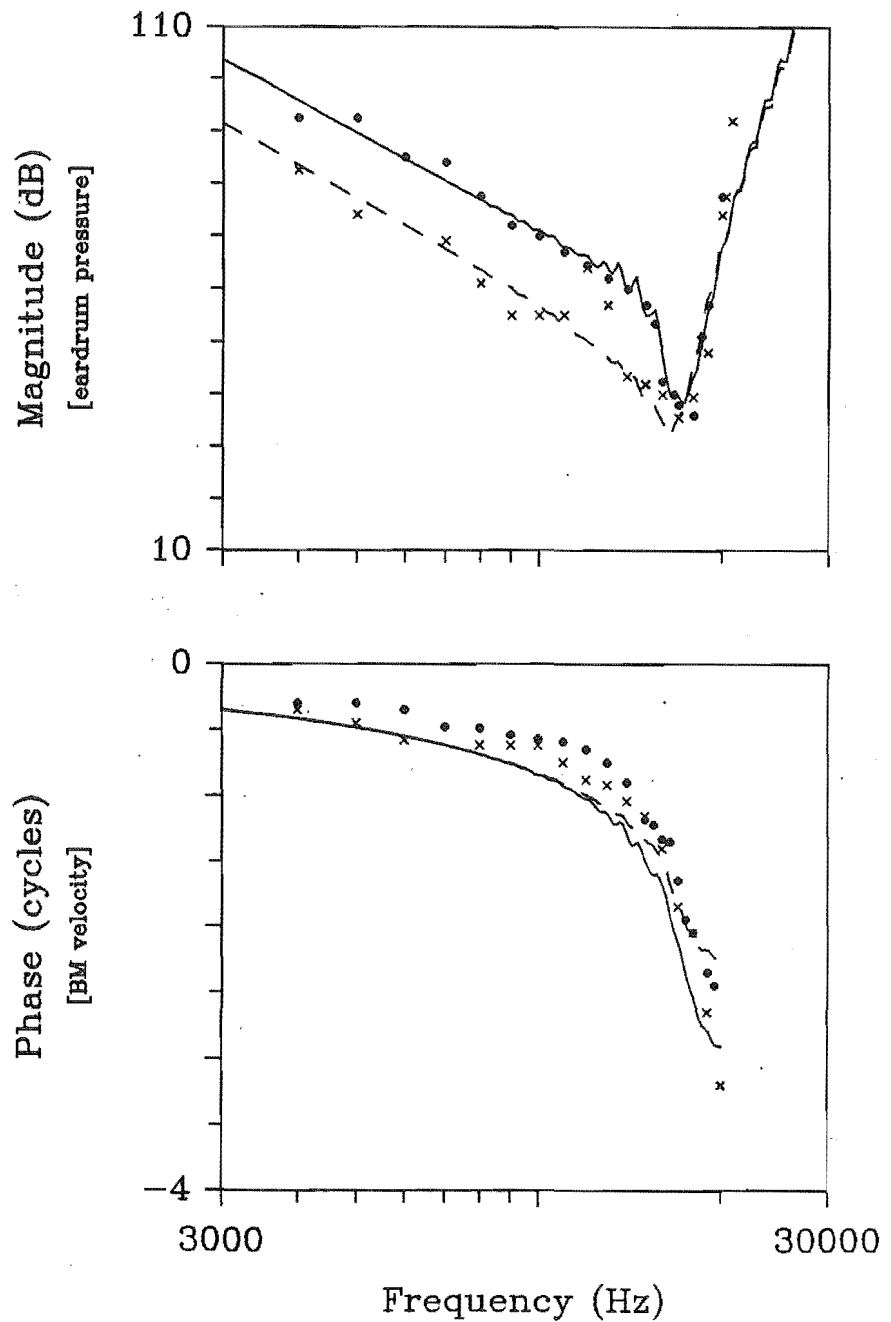 110
Magnitude (dB)
[eardrum pressure]
10
0
Phase (cycles)
[BM velocity]
-4
3000
30000
Frequency (Hz)